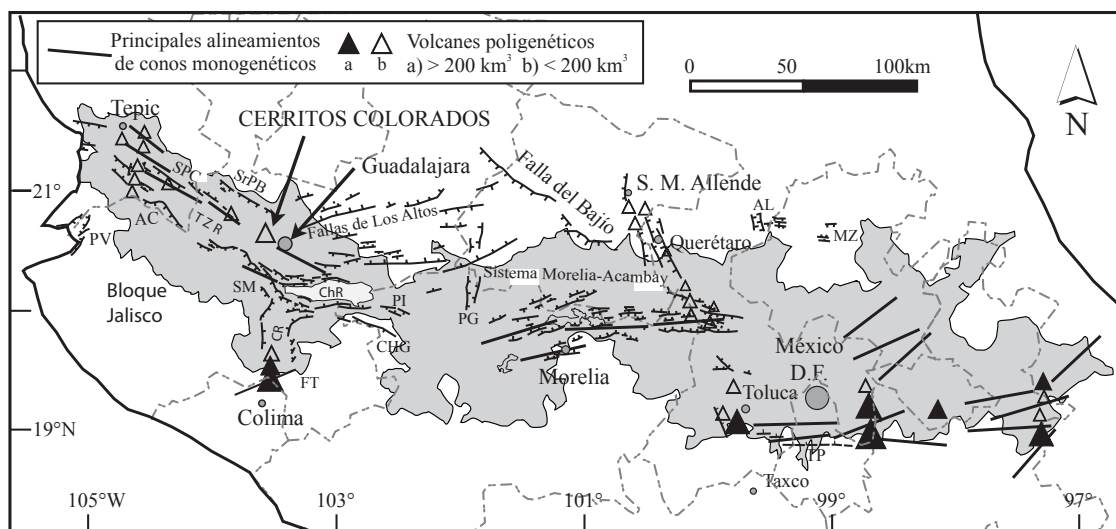 Principales alineamientos
de conos monogenéticos
Volcanes poligenéticos
a b a) > 200 km³ b) < 200 km³
0 50 100km
N
Tepic
CERRITOS COLORADOS
Guadalajara
SPC
SrPB
21°
AC
TZR
PV
Fallas de Los Altos
Falla del Bajío
S. M. Allende
Querétaro
AL
MZ
Bloque
Jalisco
SM
ChR
PI
PG
Sistema Morelia-Acambay
CR
CHG
FT
Colima
Morelia
México
D.F.
Toluca
TP
Taxco
19°N
105°W 103° 101° 99° 97°